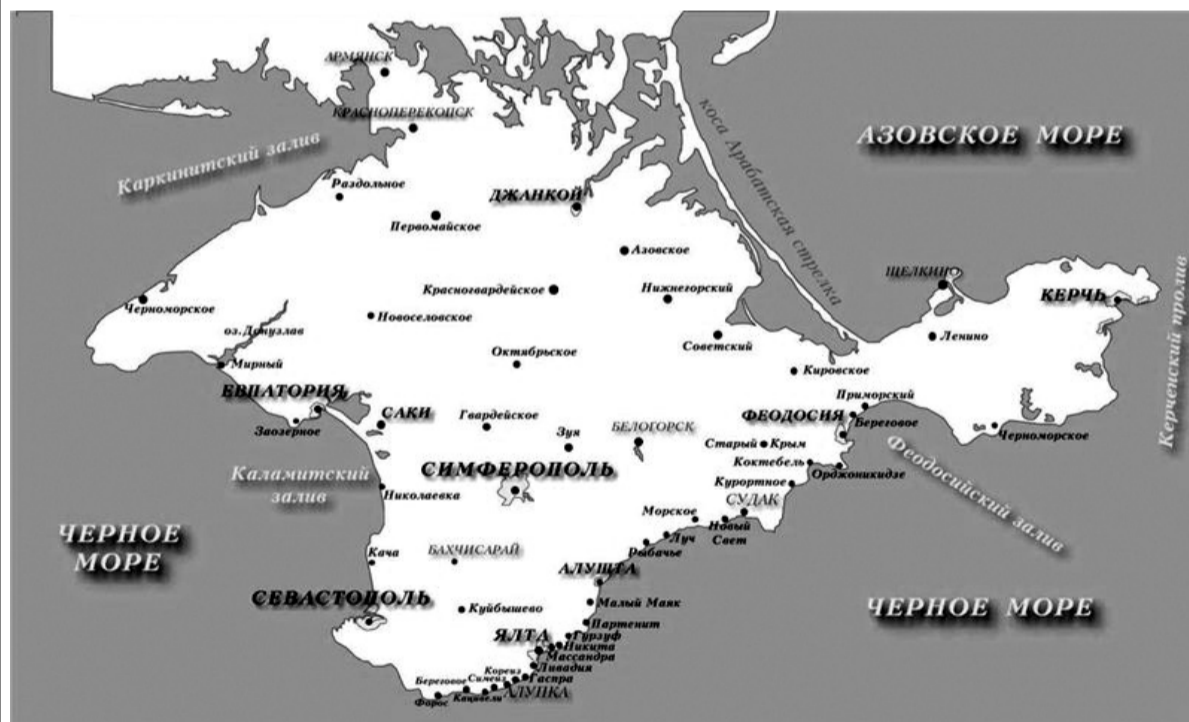 АРМЯНСК
КРАСНОПЕРЕКОПСК
Каркинитский залив
коса Арабатская стрелка
АЗОВСКОЕ МОРЕ
Раздольное
ДЖАНКОЙ
Первомайское
Азовское
ЩЕЛКИНО
Красногвардейское
Нижнегорский
КЕРЧЬ
Керченский пролив
Черноморское
Новоселовское
оз.Донузлав
Советский
Ленино
Октябрьское
Мирный
Кировское
ЕВПАТОРИЯ
Приморский
САКИ
Гвардейское
ФЕОДОСИЯ
Береговое
Заозерное
Зуя
БЕЛОГОРСК
Черноморское
Старый Крым
Коктебель
Орджоникидзе
СИМФЕРОПОЛЬ
Феодосийский залив
Каламитский
залив
Николаевка
Курортное
СУДАК
Морское
Новый
Свет
ЧЕРНОЕ
МОРЕ
Луч
Рыбачье
Кача
БАХЧИСАРАЙ
АЛУШТА
СЕВАСТОПОЛЬ
Куйбышево
Малый Маяк
ЧЕРНОЕ МОРЕ
Партенит
ЯЛТА
Гурзуф
Никита
Массандра
Ливадия
Кореиз
Гаспра
Береговое
Симеиз
АЛУПКА
Форос
Кацивели